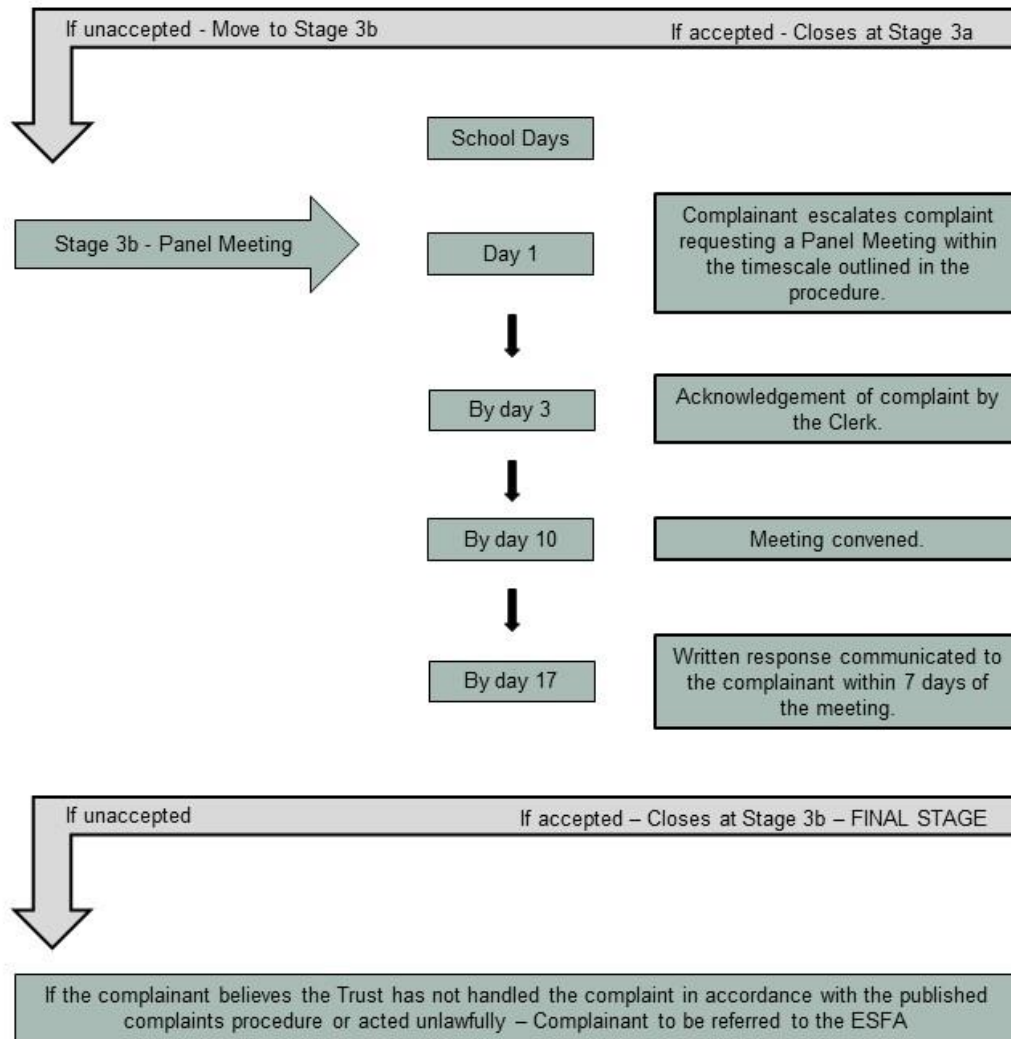 If unaccepted - Move to Stage 3b
If accepted - Closes at Stage 3a
School Days
Stage 3b - Panel Meeting
Day 1
Complainant escalates complaint
requesting a Panel Meeting within
the timescale outlined in the
procedure.
By day 3
Acknowledgement of complaint by
the Clerk.
By day 10
Meeting convened.
By day 17
Written response communicated to
the complainant within 7 days of
the meeting.
If unaccepted
If accepted – Closes at Stage 3b – FINAL STAGE
If the complainant believes the Trust has not handled the complaint in accordance with the published
complaints procedure or acted unlawfully – Complainant to be referred to the ESFA